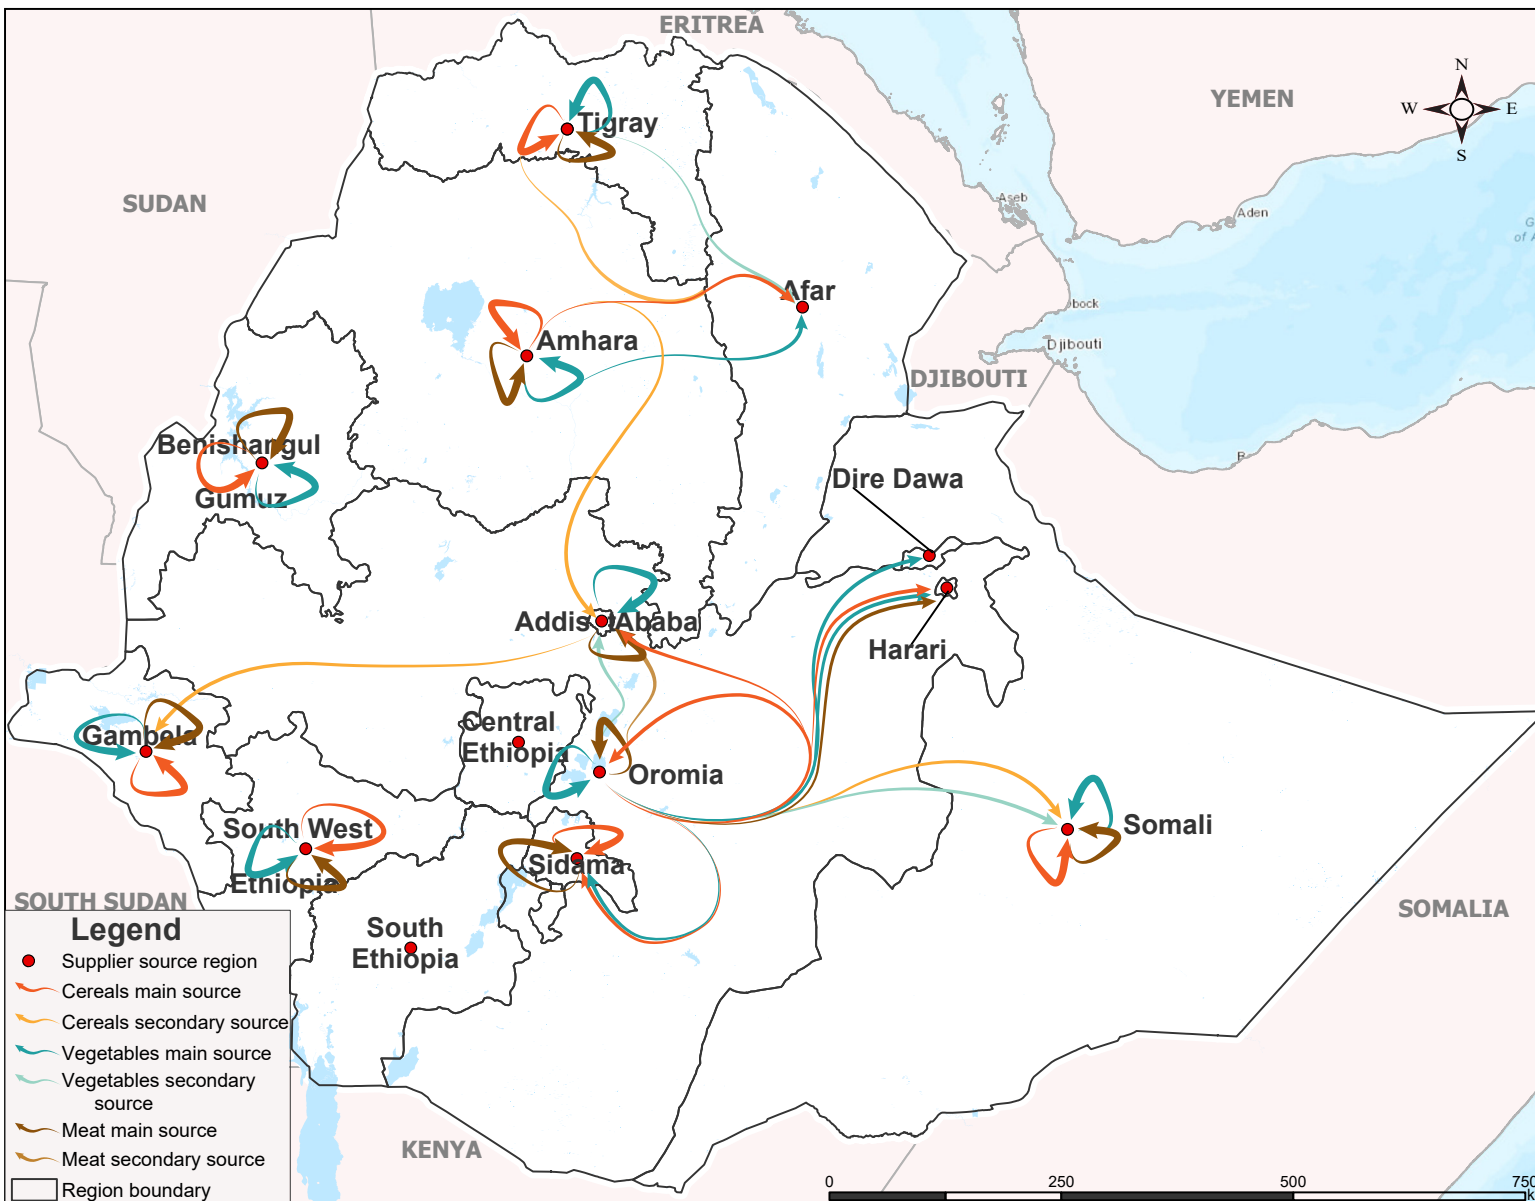 ERITREA
YEMEN
N
W
E
S
Tigray
SUDAN
Aseb
Aden
Afar
Amhara
Djibouti
DJIBOUTI
Benishangul
Gumuz
Dire Dawa
Addis Ababa
Harari
Gambela
Central
Ethiopia
Oromia
South West
Ethiopia
Somali
Sidama
SOUTH SUDAN
SOMALIA
South
Ethiopia
Legend
Supplier source region
Cereals main source
Cereals secondary source
Vegetables main source
Vegetables secondary
source
Meat main source
Meat secondary source
Region boundary
KENYA
0
250
500